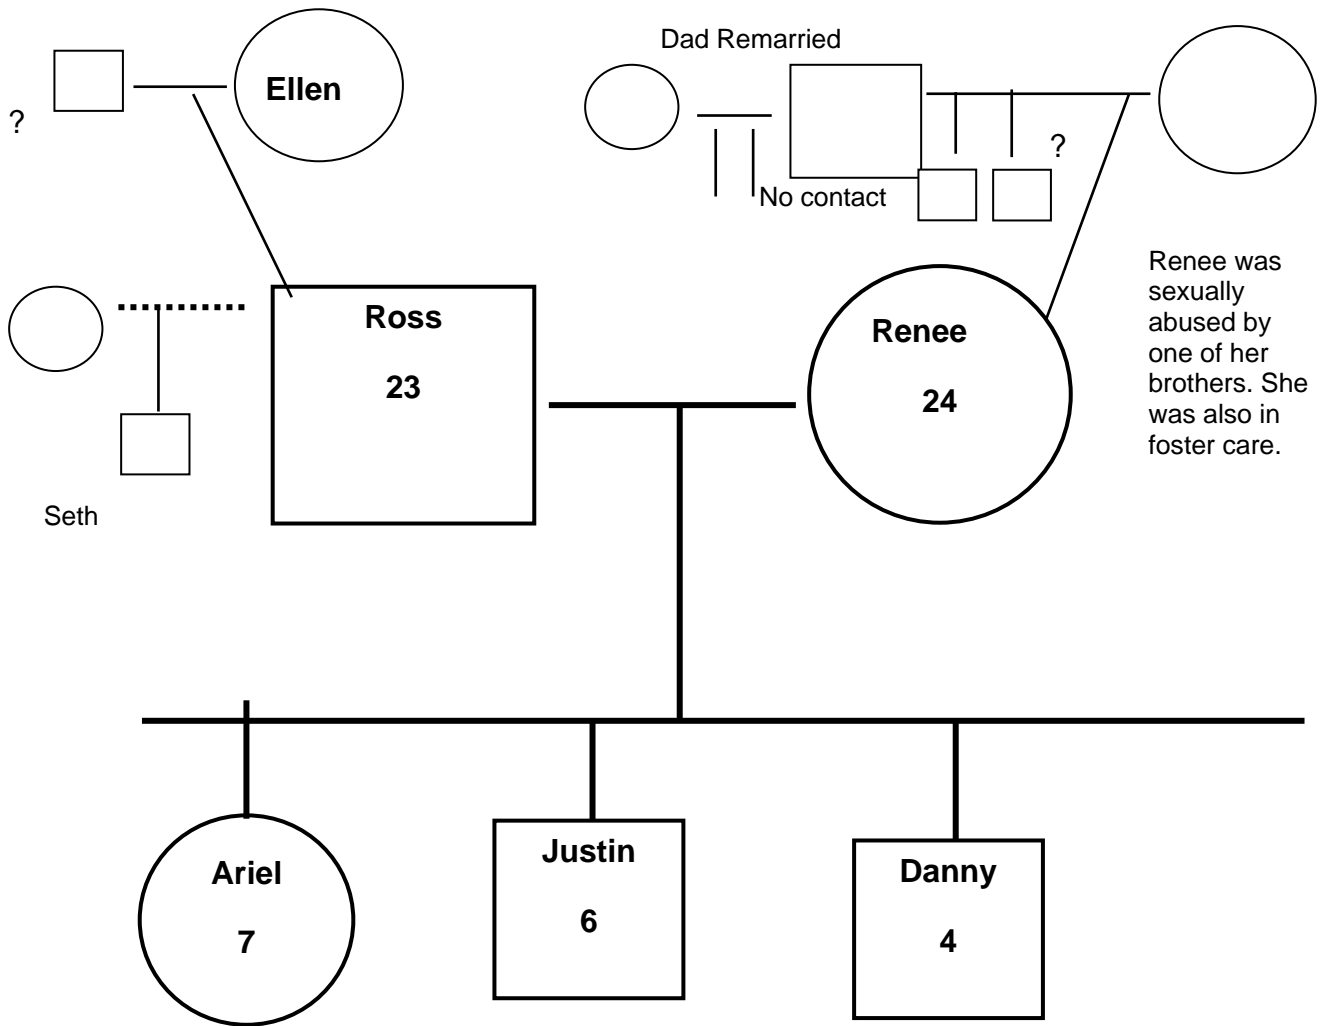 Dad Remarried
Ellen
?
?
No contact
Renee was
sexually
abused by
one of her
brothers. She
was also in
foster care.
Ross
23
Renee
24
Seth
Ariel
7
Justin
6
Danny
4